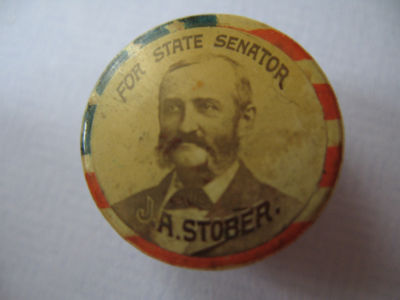 FOR STATE SENATOR
J.A. STOBER.